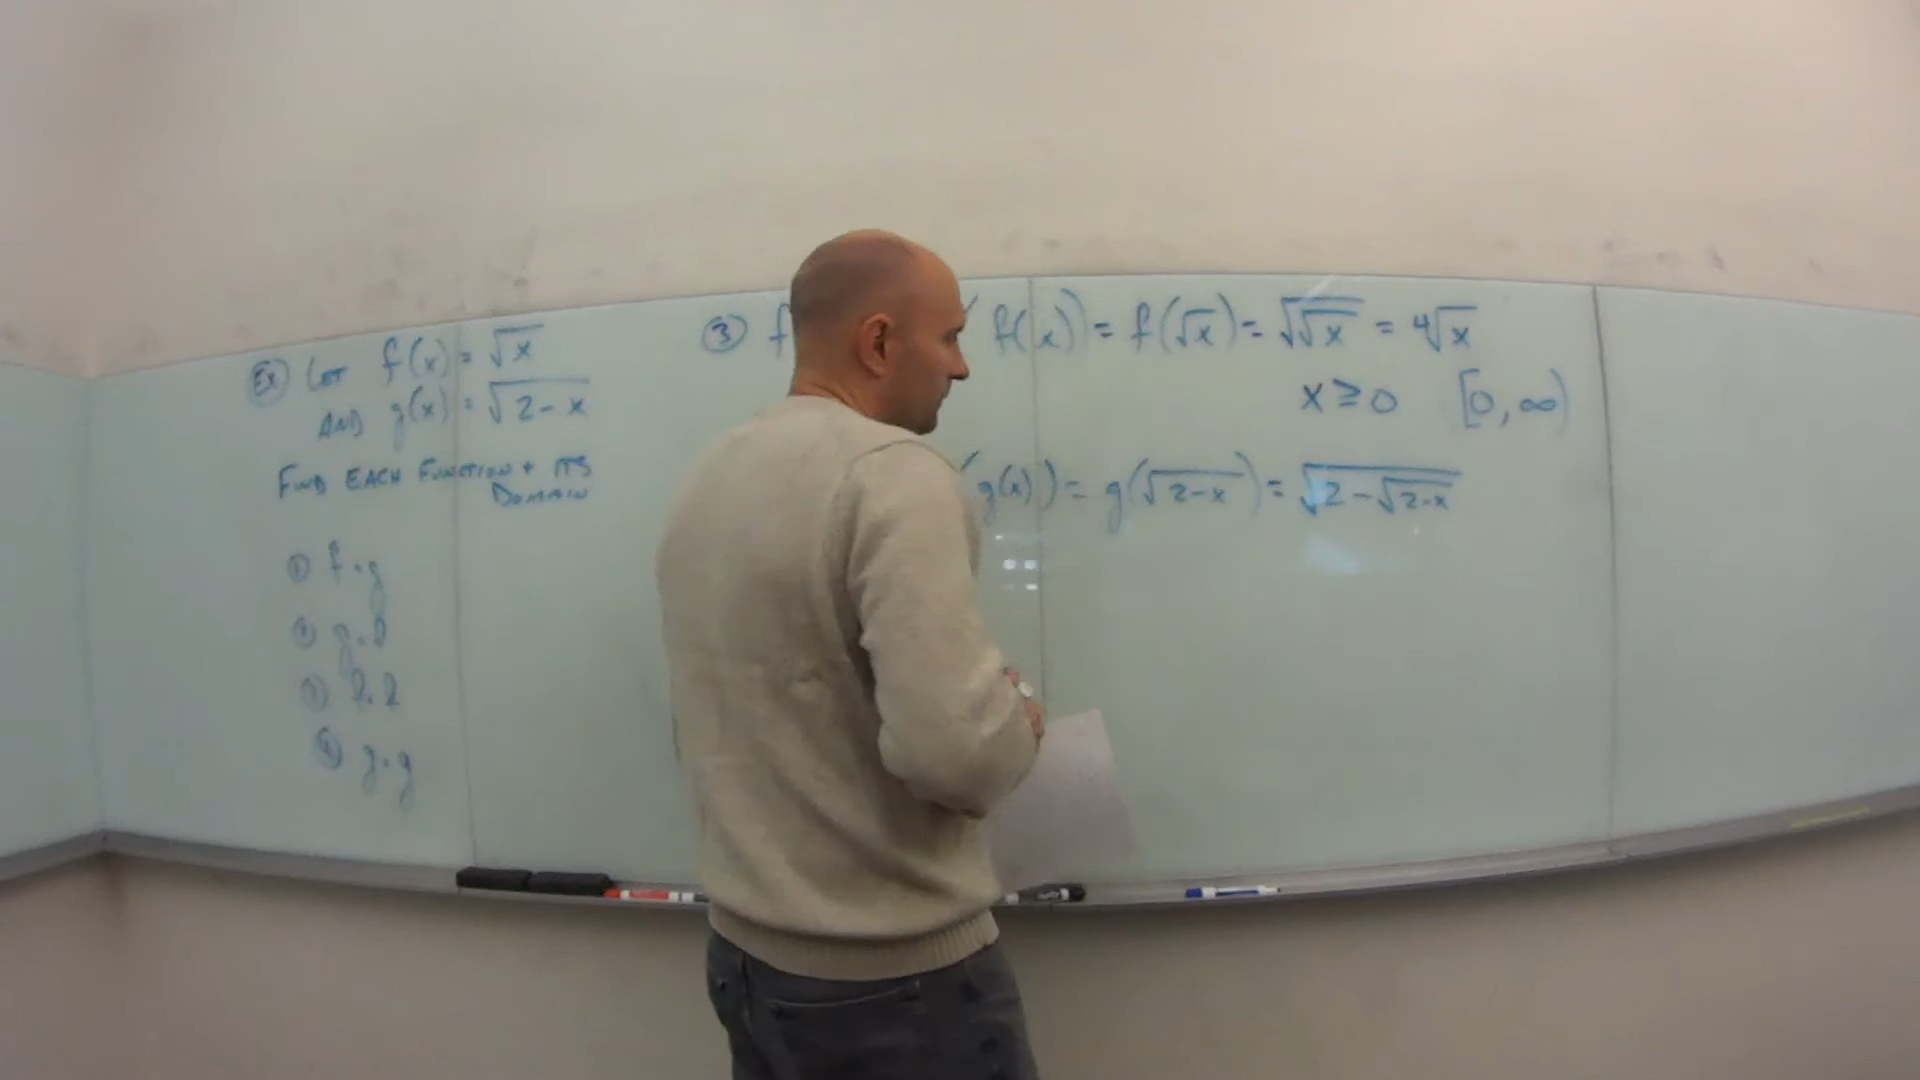 Ex) LET f(x) = √x
AND g(x) = √(2-x)
FIND EACH FUNCTION + ITS
DOMAIN
① f∘g
② g∘f
③ f∘f
④ g∘g
③ f f(x)) = f(√x) = √√x = ⁴√x
x ≥ 0 [0, ∞)
(g(x)) = g(√(2-x)) = √(2-√(2-x))